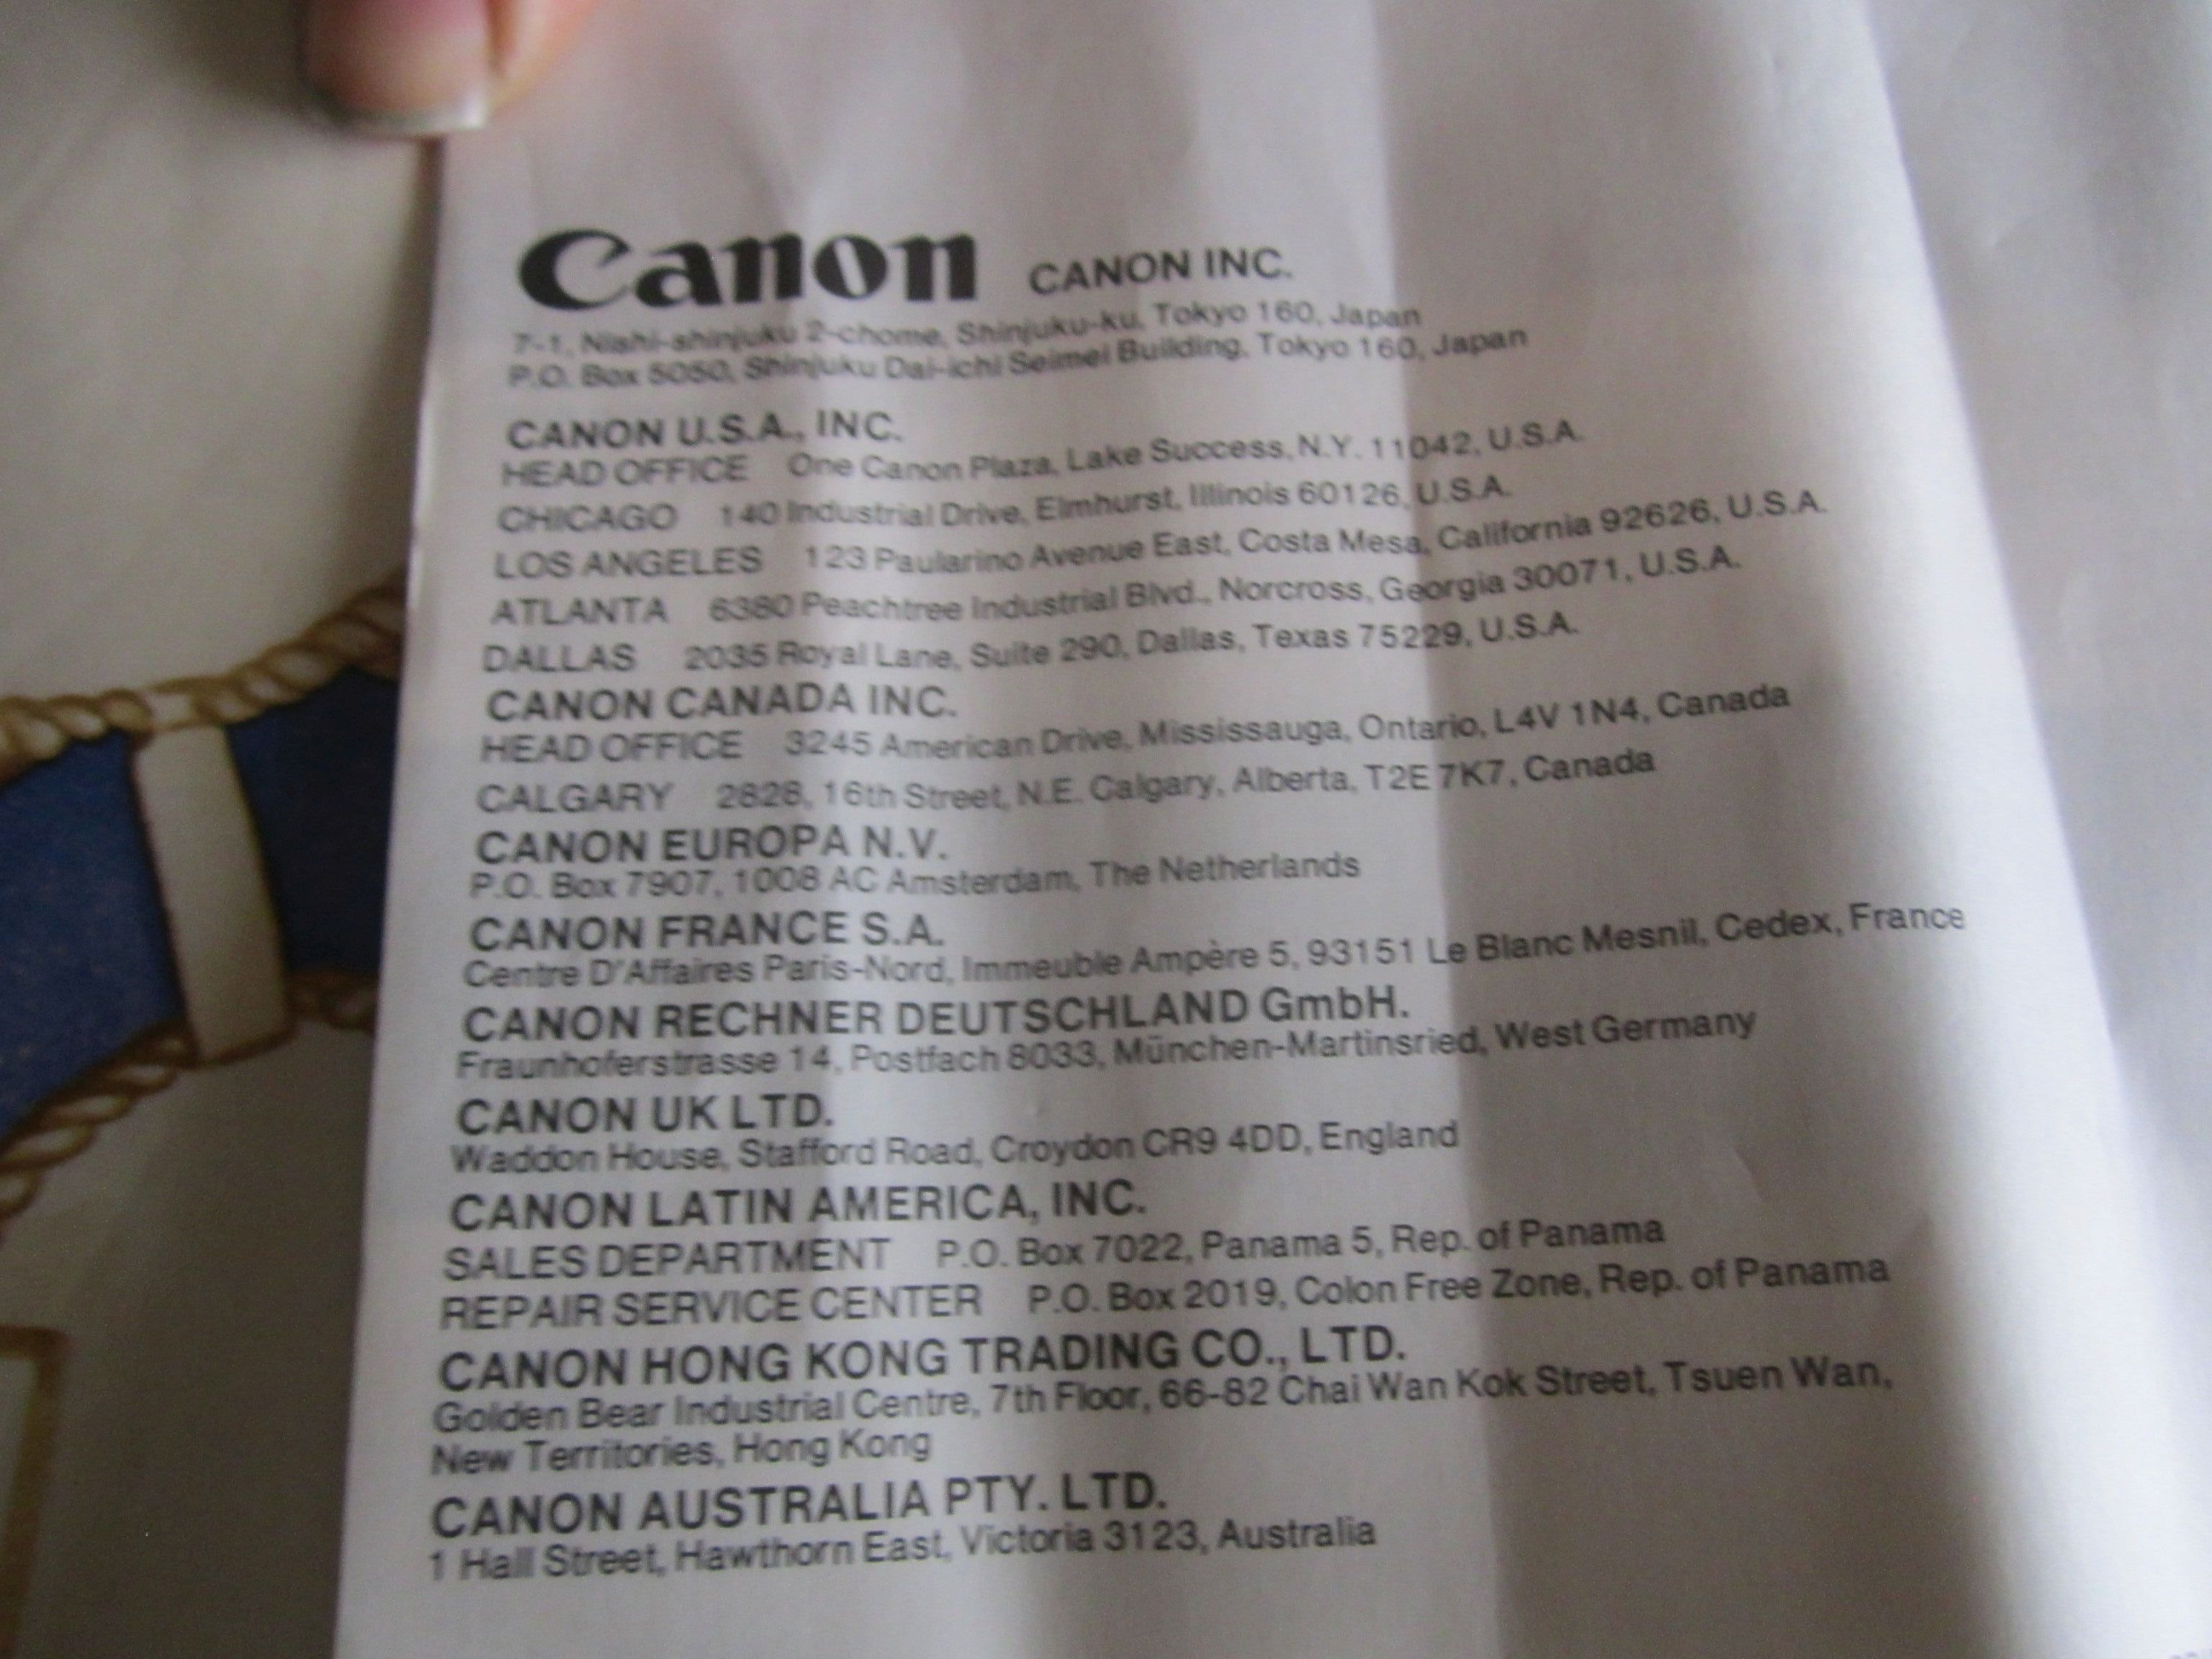 Canon CANON INC.
7-1, Nishi-shinjuku 2-chome, Shinjuku-ku, Tokyo 160, Japan
P.O. Box 5050, Shinjuku Dai-ichi Seimei Building, Tokyo 160, Japan
CANON U.S.A., INC.
HEAD OFFICE One Canon Plaza, Lake Success, N.Y. 11042, U.S.A.
CHICAGO 140 Industrial Drive, Elmhurst, Illinois 60126, U.S.A.
LOS ANGELES 123 Paularino Avenue East, Costa Mesa, California 92626, U.S.A.
ATLANTA 6380 Peachtree Industrial Blvd., Norcross, Georgia 30071, U.S.A.
DALLAS 2035 Royal Lane, Suite 290, Dallas, Texas 75229, U.S.A.
CANON CANADA INC.
HEAD OFFICE 3245 American Drive, Mississauga, Ontario, L4V 1N4, Canada
CALGARY 2828, 16th Street, N.E. Calgary, Alberta, T2E 7K7, Canada
CANON EUROPA N.V.
P.O. Box 7907, 1008 AC Amsterdam, The Netherlands
CANON FRANCE S.A.
Centre D'Affaires Paris-Nord, Immeuble Ampère 5, 93151 Le Blanc Mesnil, Cedex, France
CANON RECHNER DEUTSCHLAND GmbH.
Fraunhoferstrasse 14, Postfach 8033, München-Martinsried, West Germany
CANON UK LTD.
Waddon House, Stafford Road, Croydon CR9 4DD, England
CANON LATIN AMERICA, INC.
SALES DEPARTMENT P.O. Box 7022, Panama 5, Rep. of Panama
REPAIR SERVICE CENTER P.O. Box 2019, Colon Free Zone, Rep. of Panama
CANON HONG KONG TRADING CO., LTD.
Golden Bear Industrial Centre, 7th Floor, 66-82 Chai Wan Kok Street, Tsuen Wan,
New Territories, Hong Kong
CANON AUSTRALIA PTY. LTD.
1 Hall Street, Hawthorn East, Victoria 3123, Australia